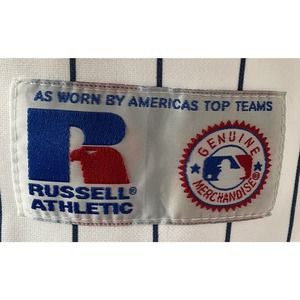 AS WORN BY AMERICAS TOP TEAMS
RUSSELL®
ATHLETIC
GENUINE
MERCHANDISE®